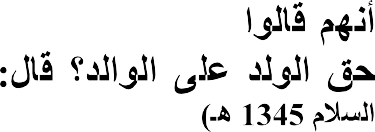 أنهم قالوا
حق الولد على الوالد؟ قال:
السلام 1345 هـ)